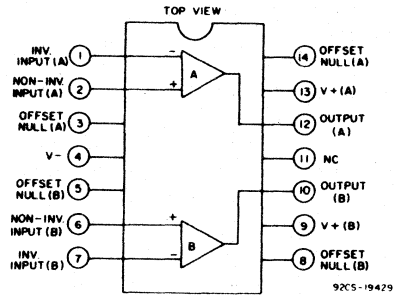 TOP VIEW
INV.
INPUT (A)
1
-
NON-INV.
INPUT (A)
2
+
A
OFFSET
NULL (A)
3
V-
4
OFFSET
NULL (B)
5
NON-INV.
INPUT (B)
6
+
B
INV.
INPUT (B)
7
-
14
OFFSET
NULL (A)
13
V+ (A)
12
OUTPUT
(A)
11
NC
10
OUTPUT
(B)
9
V+ (B)
8
OFFSET
NULL (B)
92CS-19429